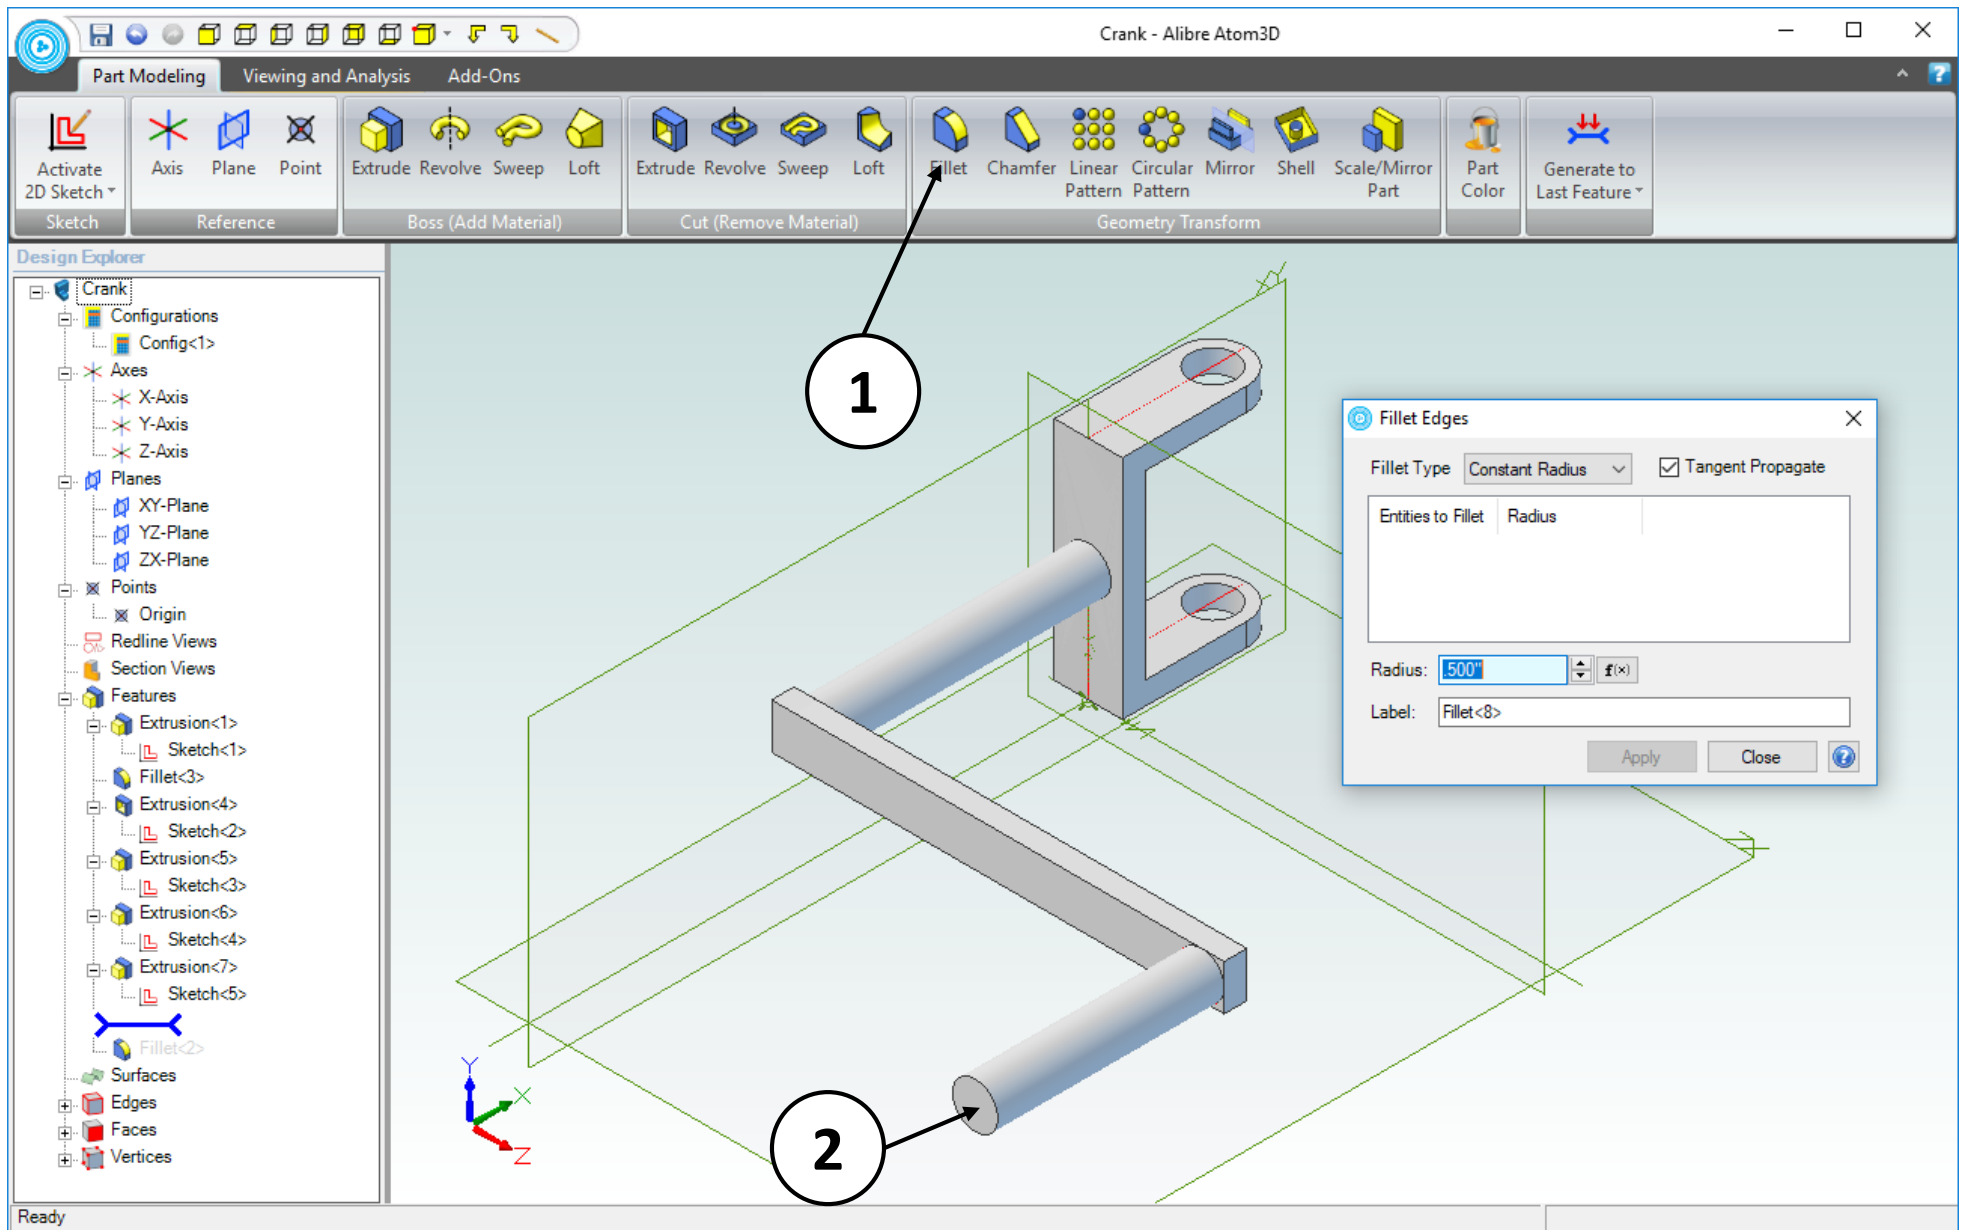 Crank - Alibre Atom3D
Part Modeling Viewing and Analysis Add-Ons
Activate 2D Sketch
Axis Plane Point
Extrude Revolve Sweep Loft
Extrude Revolve Sweep Loft
Fillet Chamfer Linear Pattern Circular Pattern Mirror Shell Scale/Mirror Part
Part Color
Generate to Last Feature
Sketch Reference Boss (Add Material) Cut (Remove Material) Geometry Transform
Design Explorer
Crank
Configurations
Config<1>
Axes
X-Axis
Y-Axis
Z-Axis
Planes
XY-Plane
YZ-Plane
ZX-Plane
Points
Origin
Redline Views
Section Views
Features
Extrusion<1>
Sketch<1>
Fillet<3>
Extrusion<4>
Sketch<2>
Extrusion<5>
Sketch<3>
Extrusion<6>
Sketch<4>
Extrusion<7>
Sketch<5>
Fillet<2>
Surfaces
Edges
Faces
Vertices
1
2
XY
Y
X
Z
Fillet Edges
Fillet Type Constant Radius Tangent Propagate
Entities to Fillet Radius
Radius: .500" f(x)
Label: Fillet<8>
Apply Close
Ready